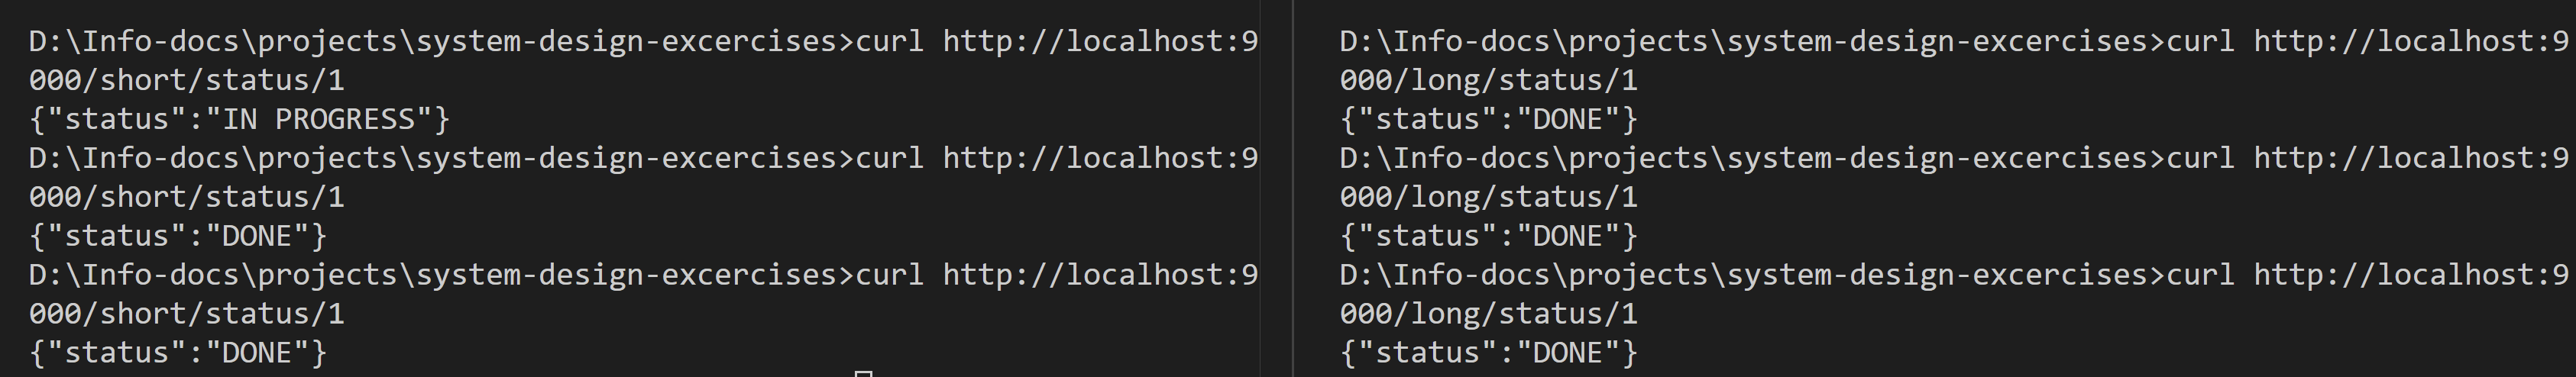 D:\Info-docs\projects\system-design-excercises>curl http://localhost:9
000/short/status/1
{"status":"IN PROGRESS"}
D:\Info-docs\projects\system-design-excercises>curl http://localhost:9
000/short/status/1
{"status":"DONE"}
D:\Info-docs\projects\system-design-excercises>curl http://localhost:9
000/short/status/1
{"status":"DONE"}
D:\Info-docs\projects\system-design-excercises>curl http://localhost:9
000/long/status/1
{"status":"DONE"}
D:\Info-docs\projects\system-design-excercises>curl http://localhost:9
000/long/status/1
{"status":"DONE"}
D:\Info-docs\projects\system-design-excercises>curl http://localhost:9
000/long/status/1
{"status":"DONE"}